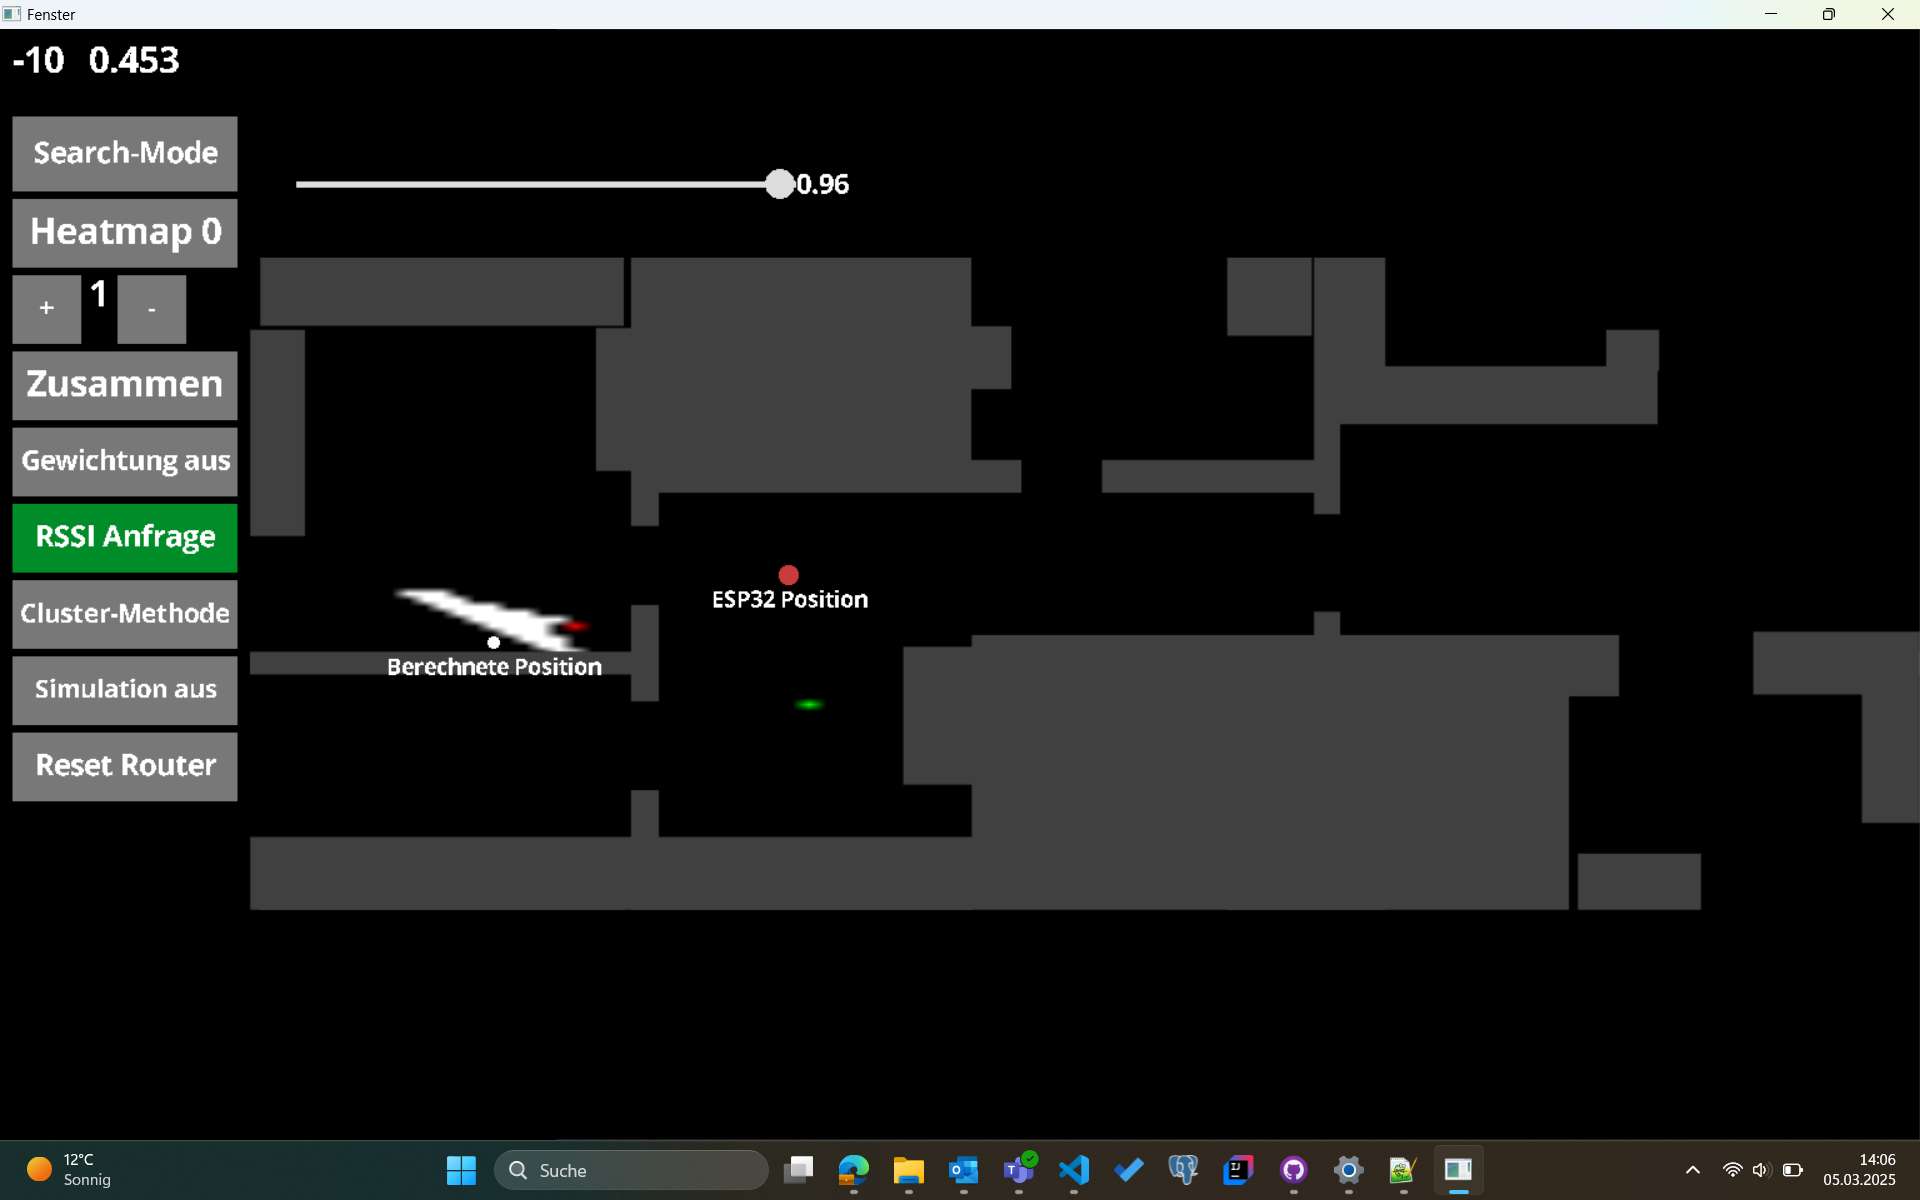 Fenster
-10 0.453
Search-Mode
0.96
Heatmap 0
+ 1 -
Zusammen
Gewichtung aus
RSSI Anfrage
ESP32 Position
Cluster-Methode
Berechnete Position
Simulation aus
Reset Router
12°C
Sonnig
Suche
14:06
05.03.2025